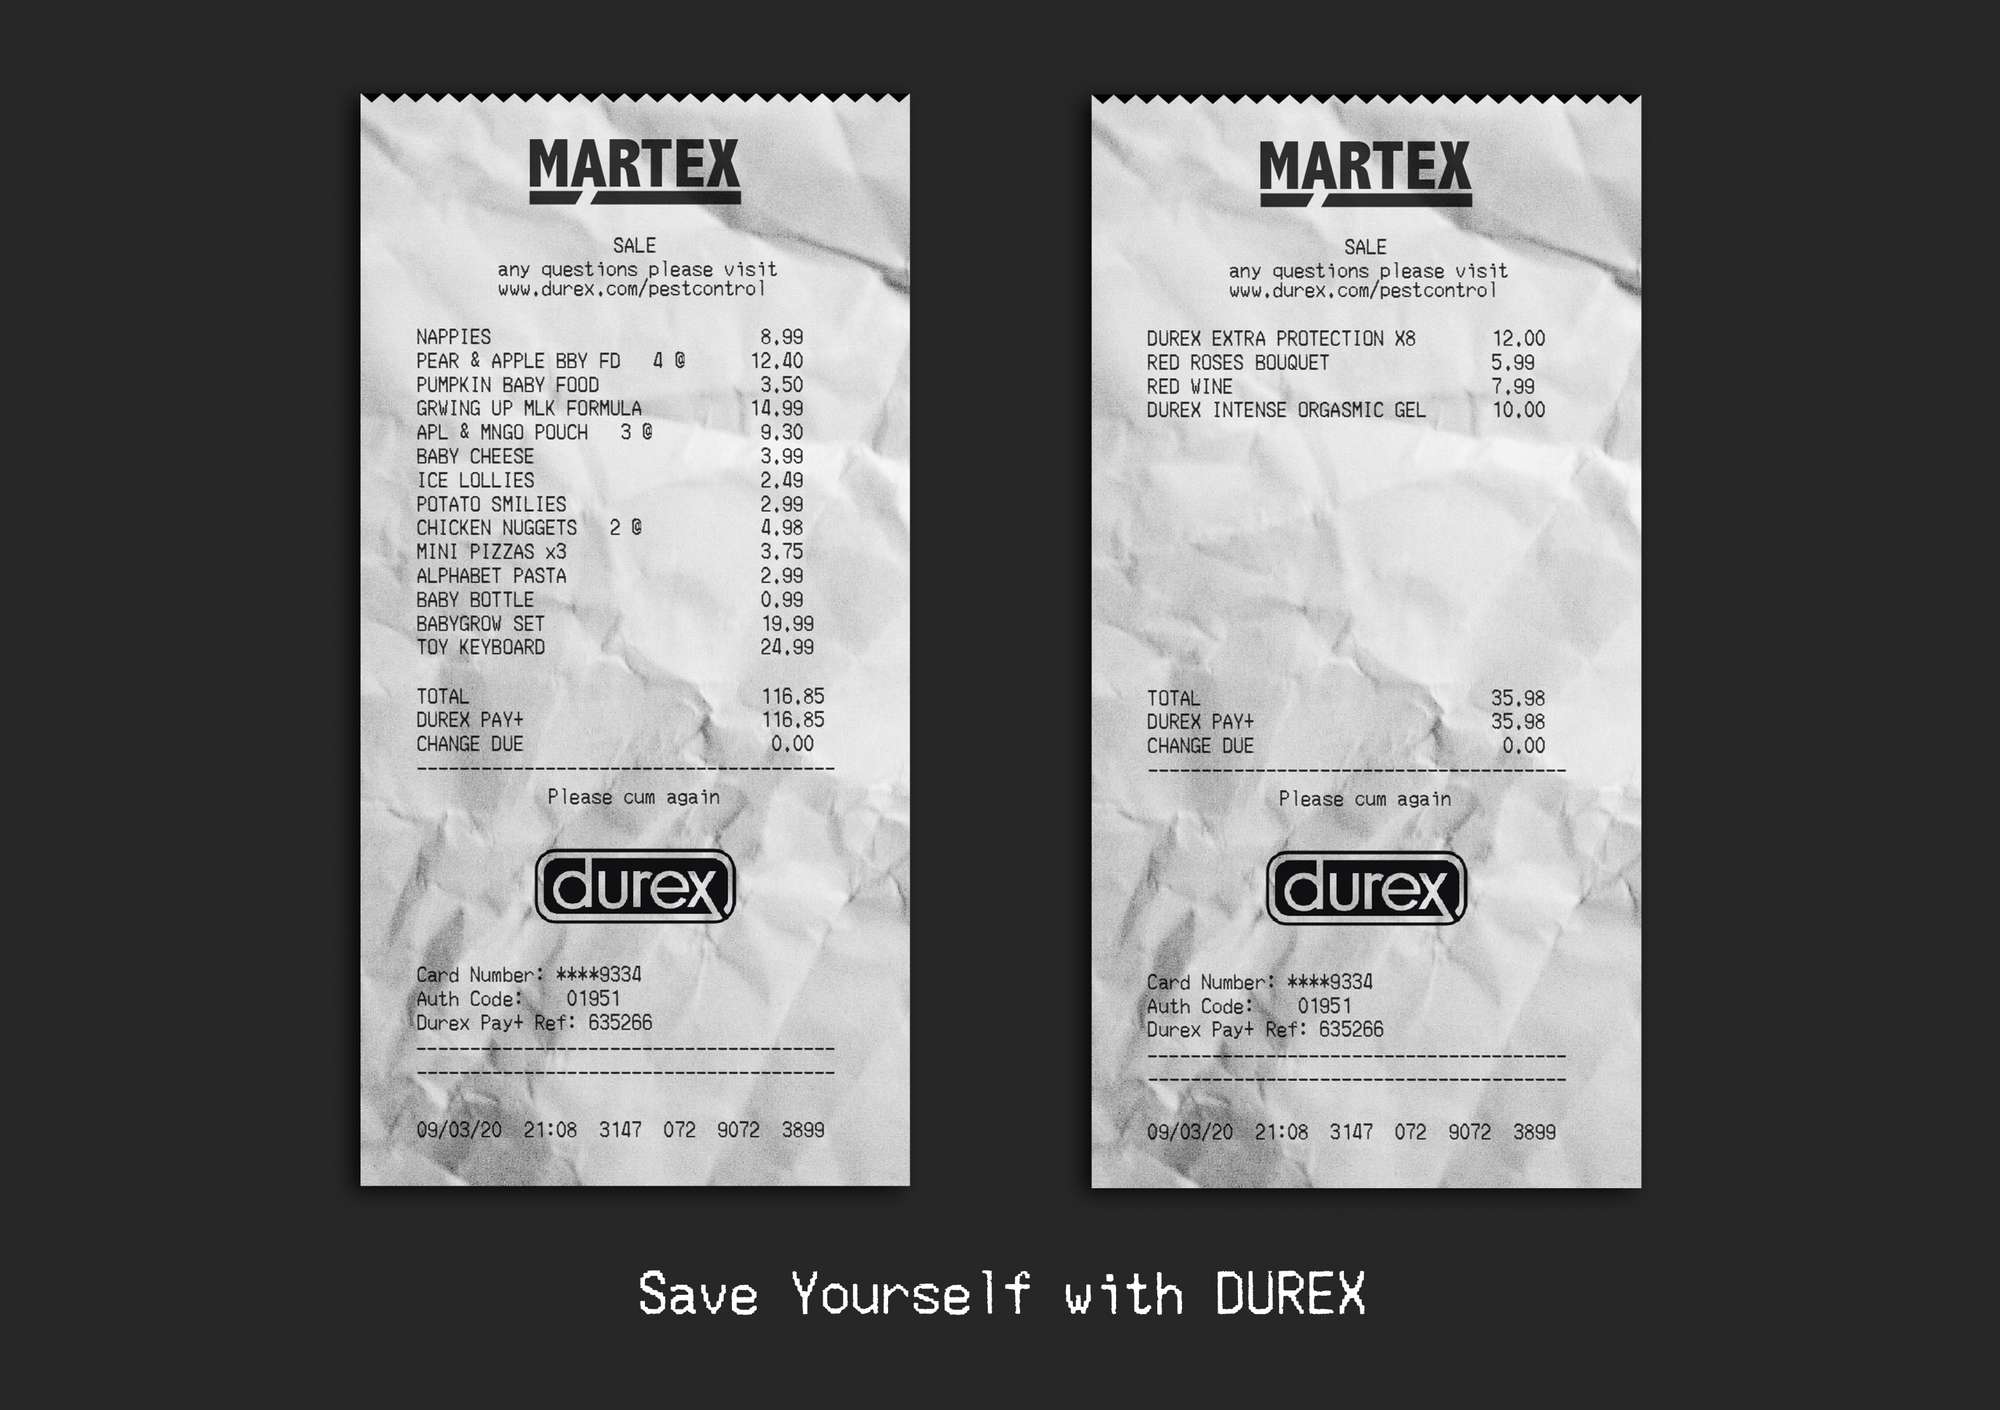 MARTEX
SALE
any questions please visit
www.durex.com/pestcontrol
NAPPIES 8.99
PEAR & APPLE BBY FD 4 @ 12.40
PUMPKIN BABY FOOD 3.50
GRWING UP MLK FORMULA 14.99
APL & MNGO POUCH 3 @ 9.30
BABY CHEESE 3.99
ICE LOLLIES 2.49
POTATO SMILIES 2.99
CHICKEN NUGGETS 2 @ 4.98
MINI PIZZAS x3 3.75
ALPHABET PASTA 2.99
BABY BOTTLE 0.99
BABYGROW SET 19.99
TOY KEYBOARD 24.99
TOTAL 116.85
DUREX PAY+ 116.85
CHANGE DUE 0.00
Please cum again
durex
Card Number: ****9334
Auth Code: 01951
Durex Pay+ Ref: 635266
09/03/20 21:08 3147 072 9072 3899
MARTEX
SALE
any questions please visit
www.durex.com/pestcontrol
DUREX EXTRA PROTECTION X8 12.00
RED ROSES BOUQUET 5.99
RED WINE 7.99
DUREX INTENSE ORGASMIC GEL 10.00
TOTAL 35.98
DUREX PAY+ 35.98
CHANGE DUE 0.00
Please cum again
durex
Card Number: ****9334
Auth Code: 01951
Durex Pay+ Ref: 635266
09/03/20 21:08 3147 072 9072 3899
Save Yourself with DUREX